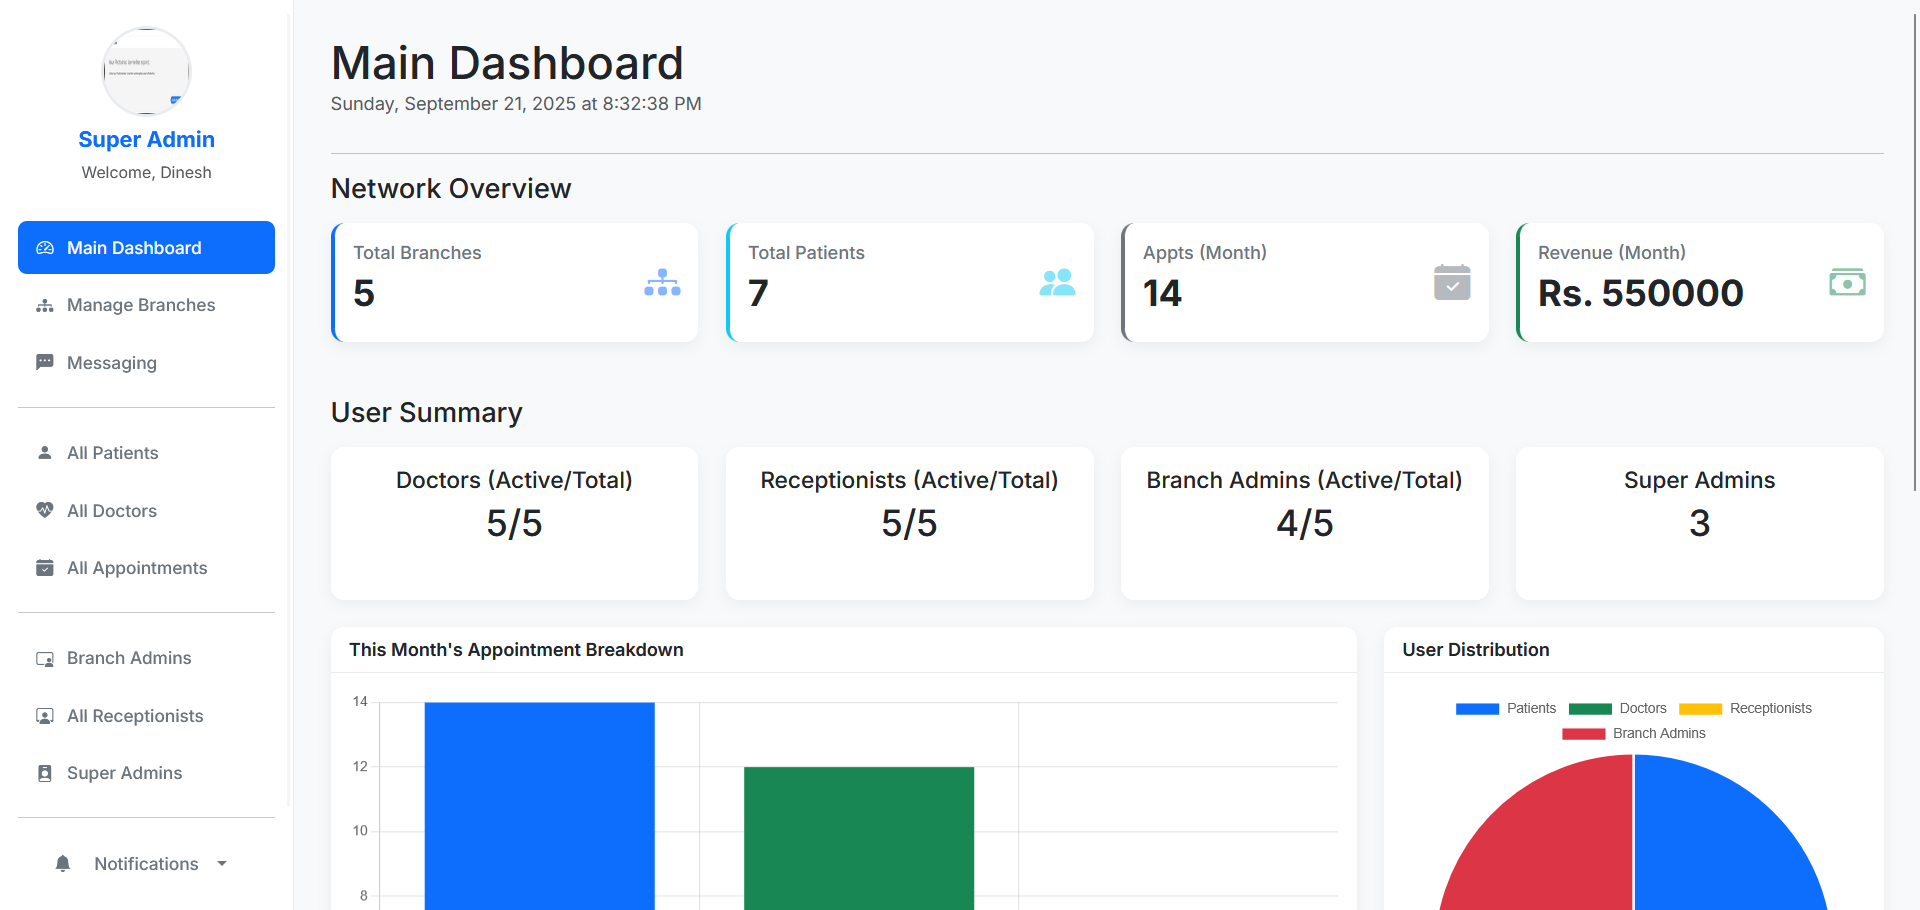 Super Admin
Welcome, Dinesh
Main Dashboard
Manage Branches
Messaging
All Patients
All Doctors
All Appointments
Branch Admins
All Receptionists
Super Admins
Notifications
Main Dashboard
Sunday, September 21, 2025 at 8:32:38 PM
Network Overview
Total Branches
5
Total Patients
7
Appts (Month)
14
Revenue (Month)
Rs. 550000
User Summary
Doctors (Active/Total)
5/5
Receptionists (Active/Total)
5/5
Branch Admins (Active/Total)
4/5
Super Admins
3
This Month's Appointment Breakdown
14
12
10
8
User Distribution
Patients
Doctors
Receptionists
Branch Admins